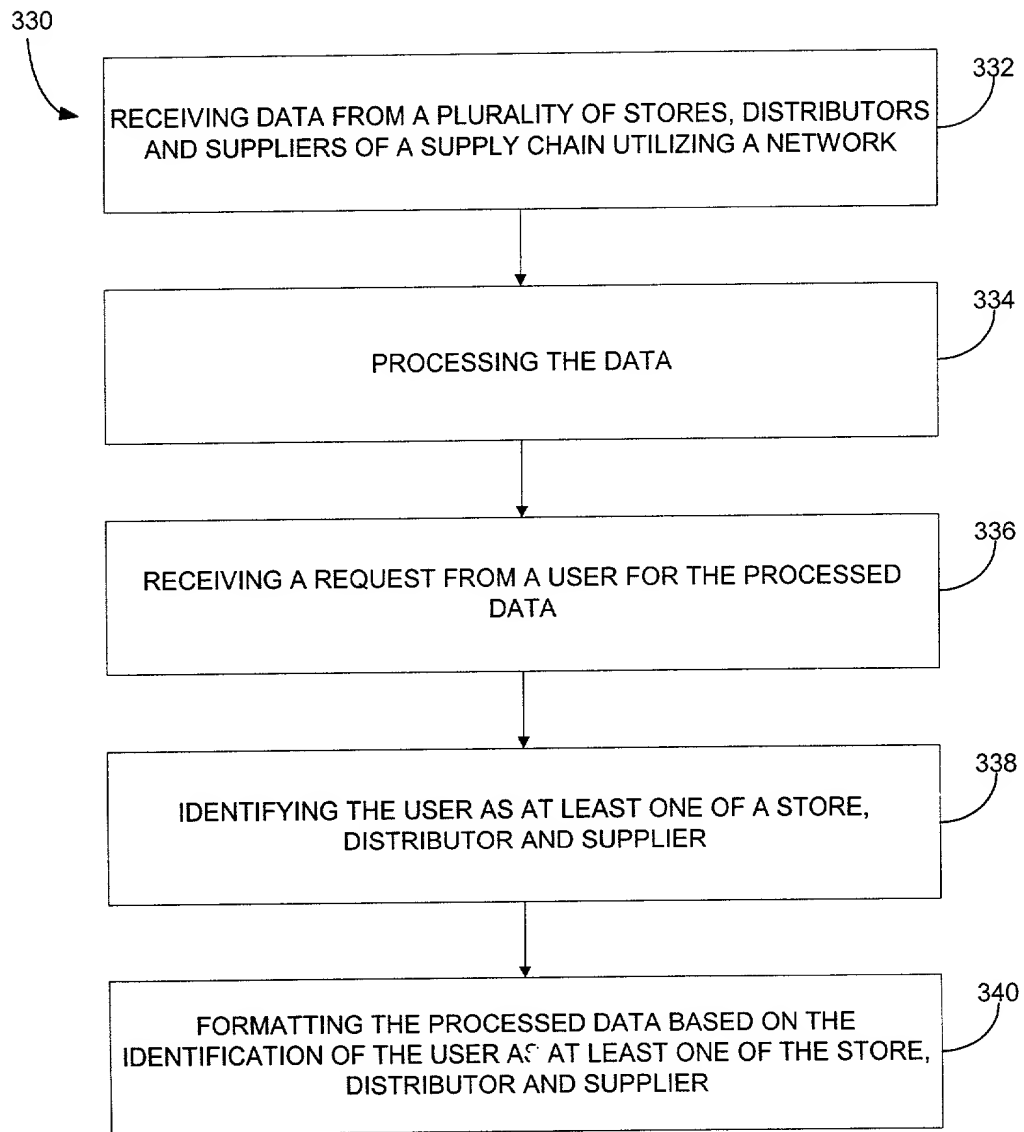 330
332
RECEIVING DATA FROM A PLURALITY OF STORES, DISTRIBUTORS
AND SUPPLIERS OF A SUPPLY CHAIN UTILIZING A NETWORK
334
PROCESSING THE DATA
336
RECEIVING A REQUEST FROM A USER FOR THE PROCESSED
DATA
338
IDENTIFYING THE USER AS AT LEAST ONE OF A STORE,
DISTRIBUTOR AND SUPPLIER
340
FORMATTING THE PROCESSED DATA BASED ON THE
IDENTIFICATION OF THE USER AS AT LEAST ONE OF THE STORE,
DISTRIBUTOR AND SUPPLIER